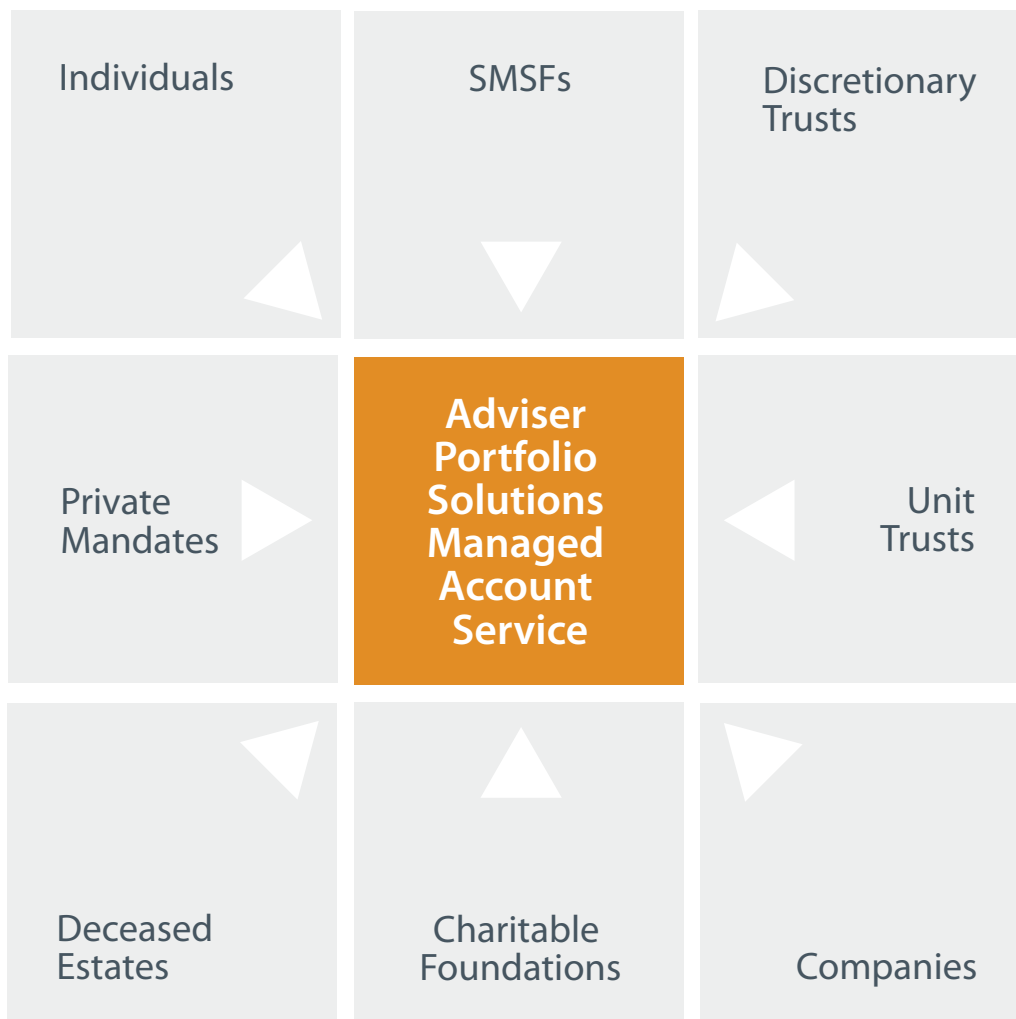 Individuals
SMSFs
Discretionary
Trusts
Private
Mandates
Adviser
Portfolio
Solutions
Managed
Account
Service
Unit
Trusts
Deceased
Estates
Charitable
Foundations
Companies